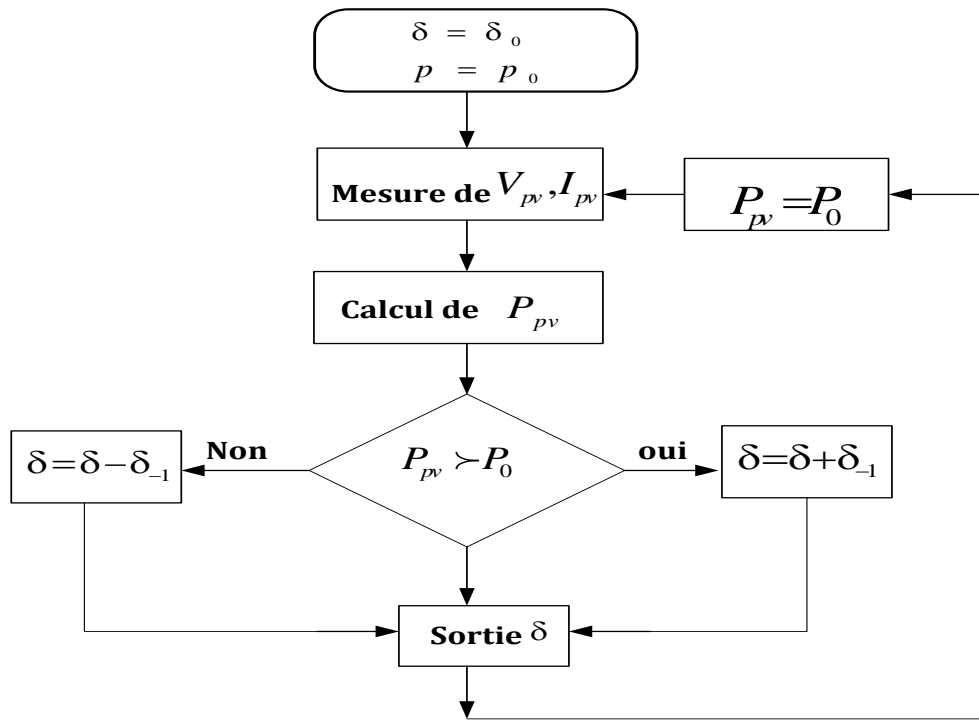 δ = δ₀
p = p₀
Mesure de V_pv, I_pv
P_pv = P₀
Calcul de P_pv
Non
P_pv ≻ P₀
oui
δ = δ − δ₋₁
δ = δ + δ₋₁
Sortie δ